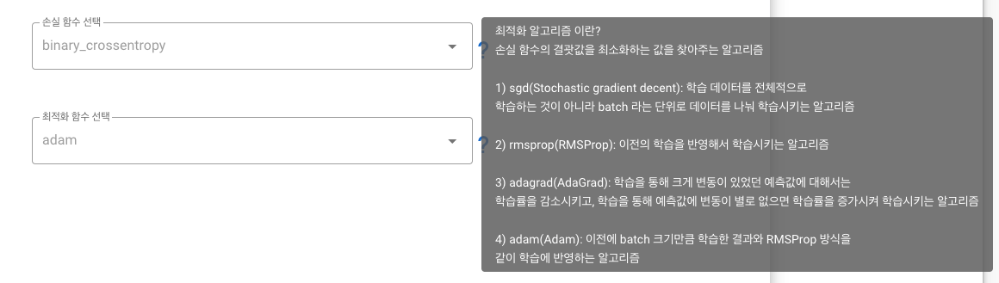 손실 함수 선택
binary_crossentropy
?
최적화 함수 선택
adam
?
최적화 알고리즘 이란?
손실 함수의 결괏값을 최소화하는 값을 찾아주는 알고리즘
1) sgd(Stochastic gradient decent): 학습 데이터를 전체적으로
학습하는 것이 아니라 batch 라는 단위로 데이터를 나눠 학습시키는 알고리즘
2) rmsprop(RMSProp): 이전의 학습을 반영해서 학습시키는 알고리즘
3) adagrad(AdaGrad): 학습을 통해 크게 변동이 있었던 예측값에 대해서는
학습률을 감소시키고, 학습을 통해 예측값에 변동이 별로 없으면 학습률을 증가시켜 학습시키는 알고리즘
4) adam(Adam): 이전에 batch 크기만큼 학습한 결과와 RMSProp 방식을
같이 학습에 반영하는 알고리즘